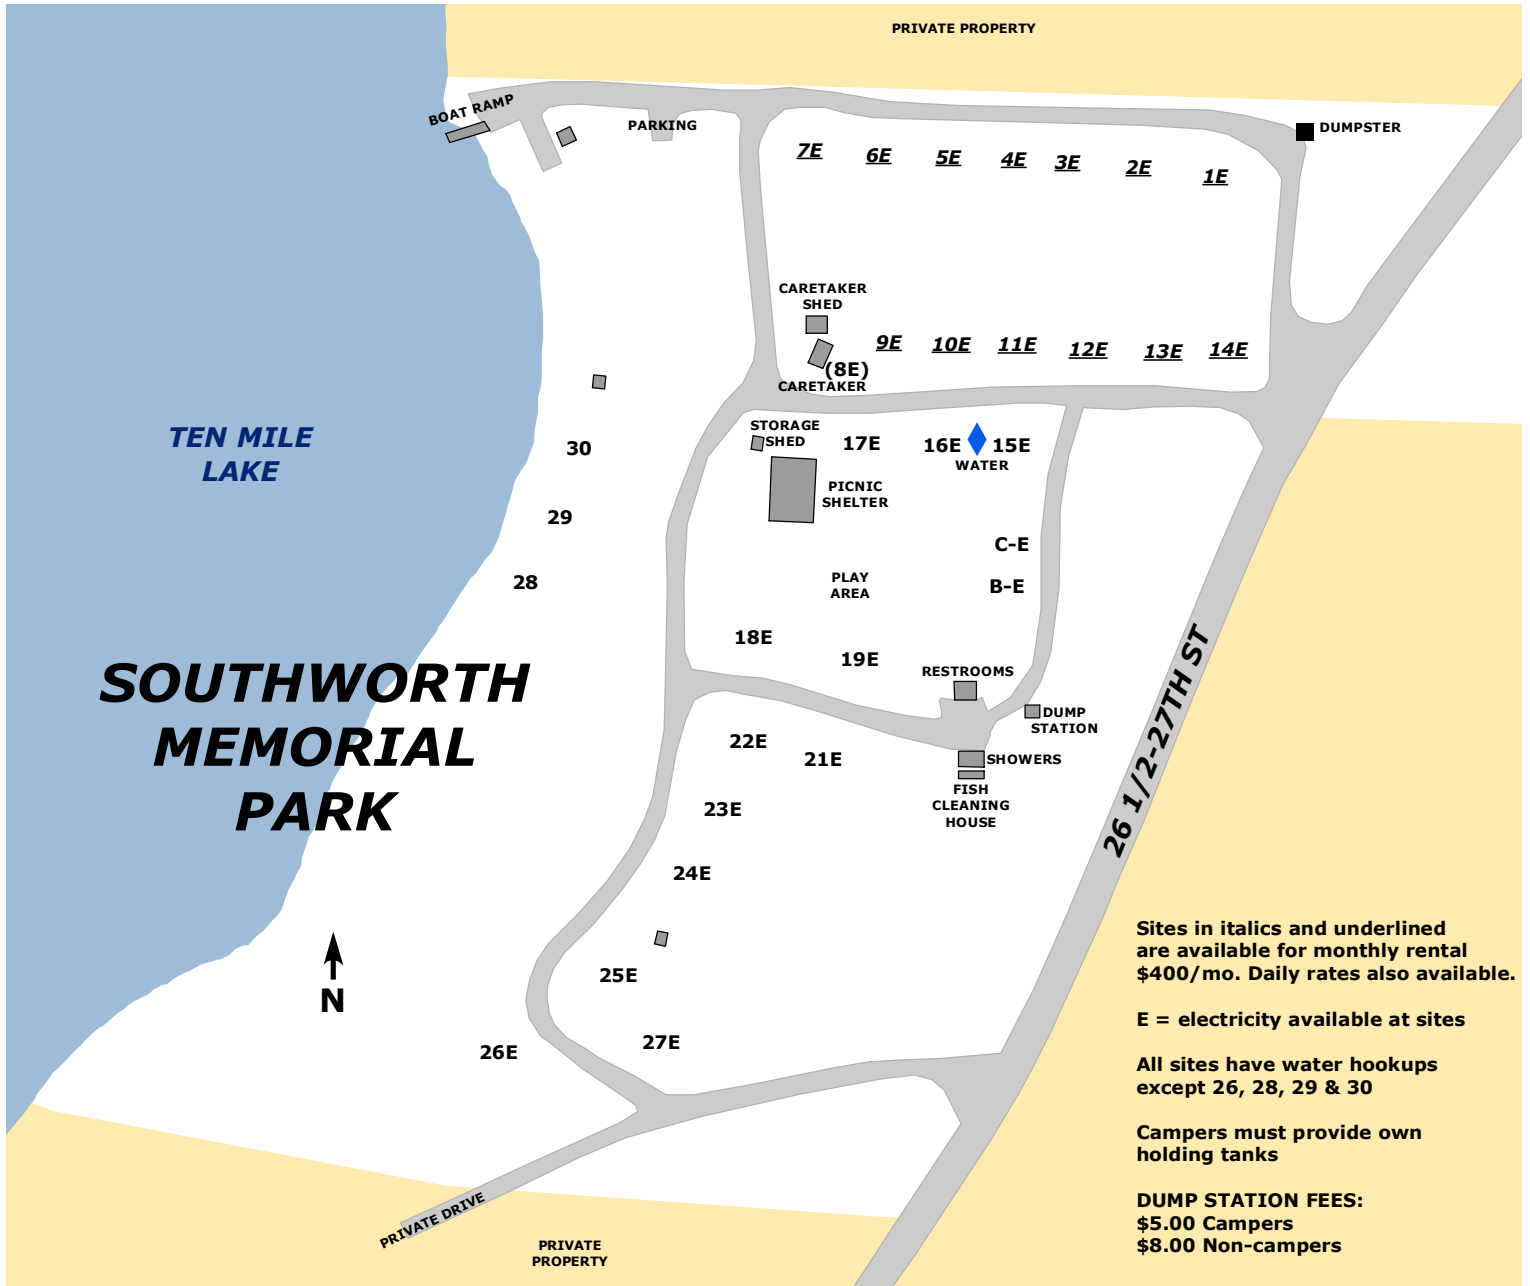 PRIVATE PROPERTY
BOAT RAMP
PARKING
DUMPSTER
7E
6E
5E
4E
3E
2E
1E
CARETAKER
SHED
9E
10E
11E
12E
13E
14E
(8E)
CARETAKER
STORAGE
SHED
17E
16E
15E
WATER
TEN MILE
LAKE
30
PICNIC
SHELTER
29
C-E
28
PLAY
AREA
B-E
18E
19E
RESTROOMS
SOUTHWORTH
MEMORIAL
PARK
DUMP
STATION
22E
21E
SHOWERS
FISH
CLEANING
HOUSE
26 1/2-27TH ST
23E
24E
25E
N
26E
27E
Sites in italics and underlined
are available for monthly rental
$400/mo. Daily rates also available.
E = electricity available at sites
All sites have water hookups
except 26, 28, 29 & 30
Campers must provide own
holding tanks
DUMP STATION FEES:
$5.00 Campers
$8.00 Non-campers
PRIVATE DRIVE
PRIVATE
PROPERTY